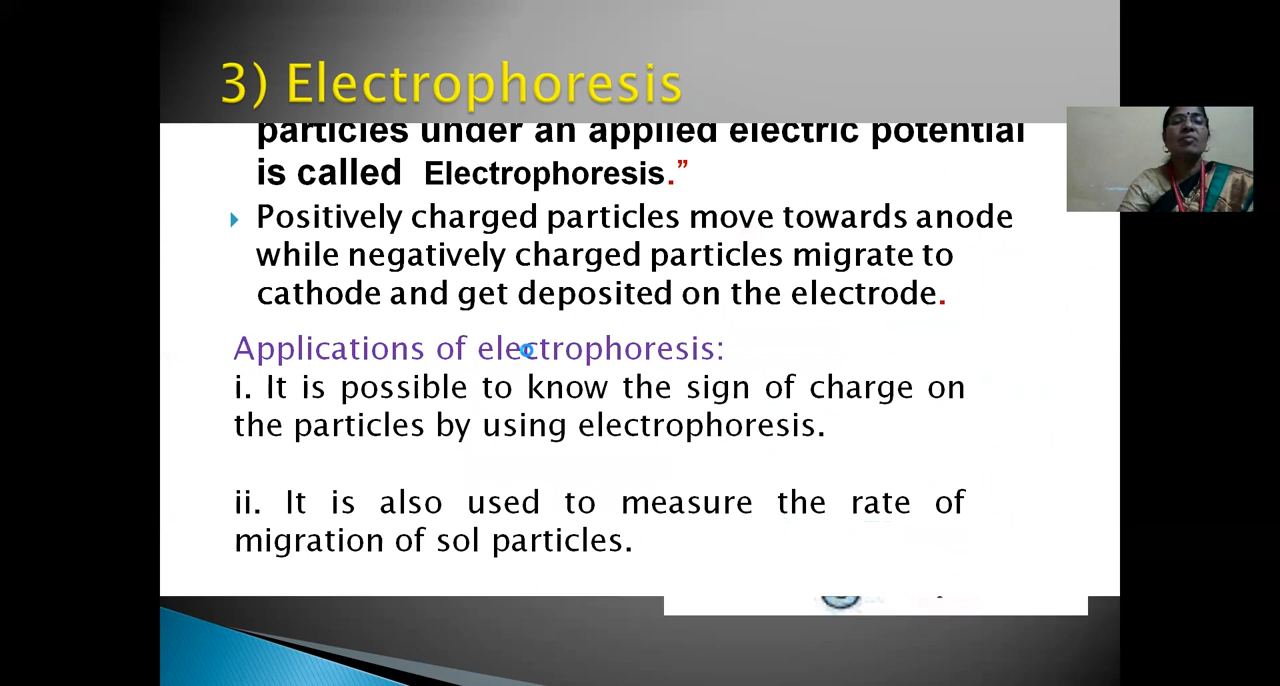 3) Electrophoresis
particles under an applied electric potential
is called Electrophoresis.”
Positively charged particles move towards anode
while negatively charged particles migrate to
cathode and get deposited on the electrode.
Applications of electrophoresis:
i. It is possible to know the sign of charge on
the particles by using electrophoresis.
ii. It is also used to measure the rate of
migration of sol particles.